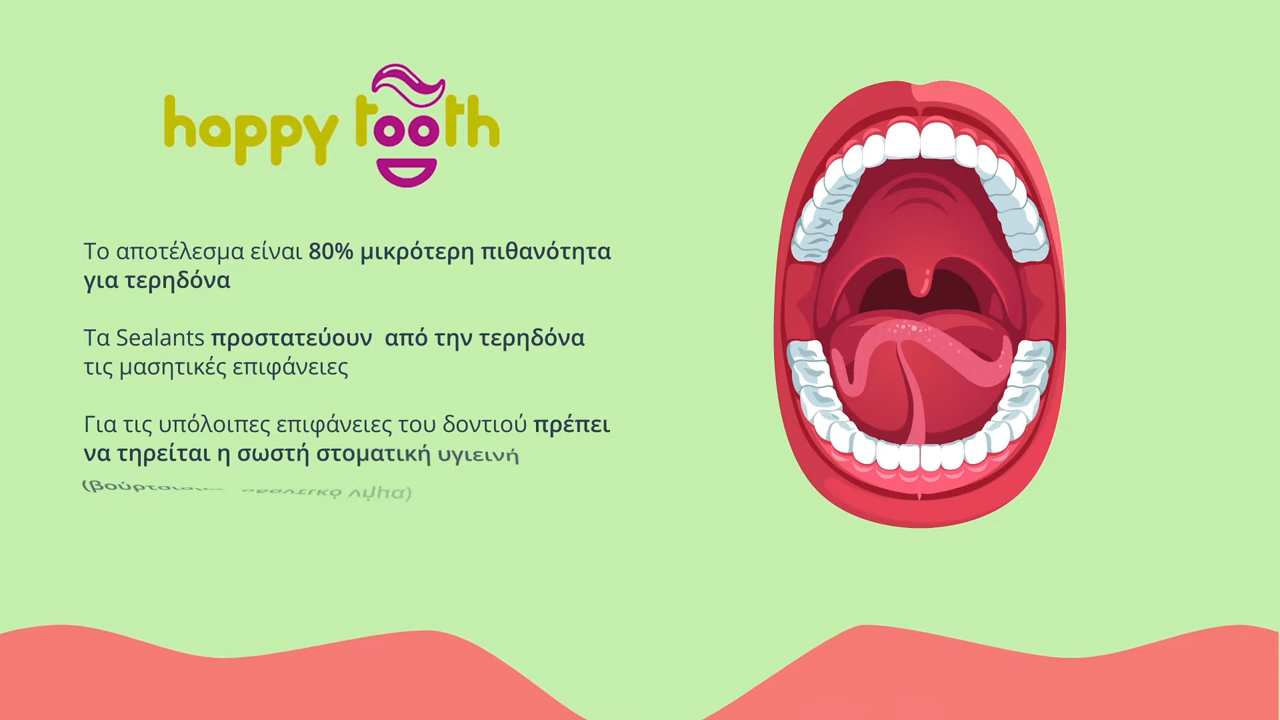 happy tooth
Το αποτέλεσμα είναι 80% μικρότερη πιθανότητα
για τερηδόνα
Τα Sealants προστατεύουν από την τερηδόνα
τις μασητικές επιφάνειες
Για τις υπόλοιπες επιφάνειες του δοντιού πρέπει
να τηρείται η σωστή στοματική υγιεινή